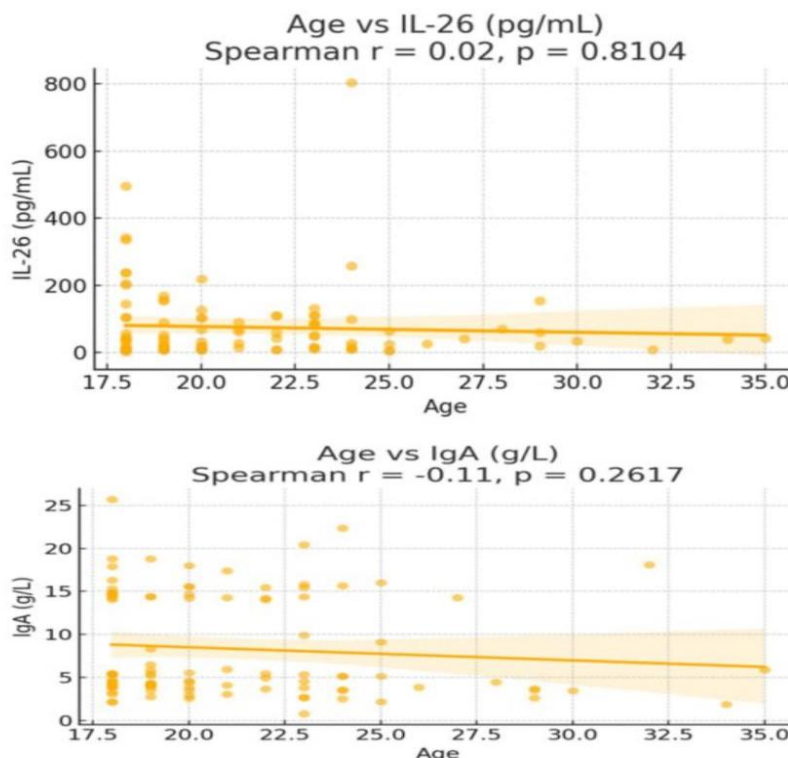 Age vs IL-26 (pg/mL)
Spearman r = 0.02, p = 0.8104
800
600
400
200
0
IL-26 (pg/mL)
17.5 20.0 22.5 25.0 27.5 30.0 32.5 35.0
Age
Age vs IgA (g/L)
Spearman r = -0.11, p = 0.2617
25
20
15
10
5
0
IgA (g/L)
17.5 20.0 22.5 25.0 27.5 30.0 32.5 35.0
Age